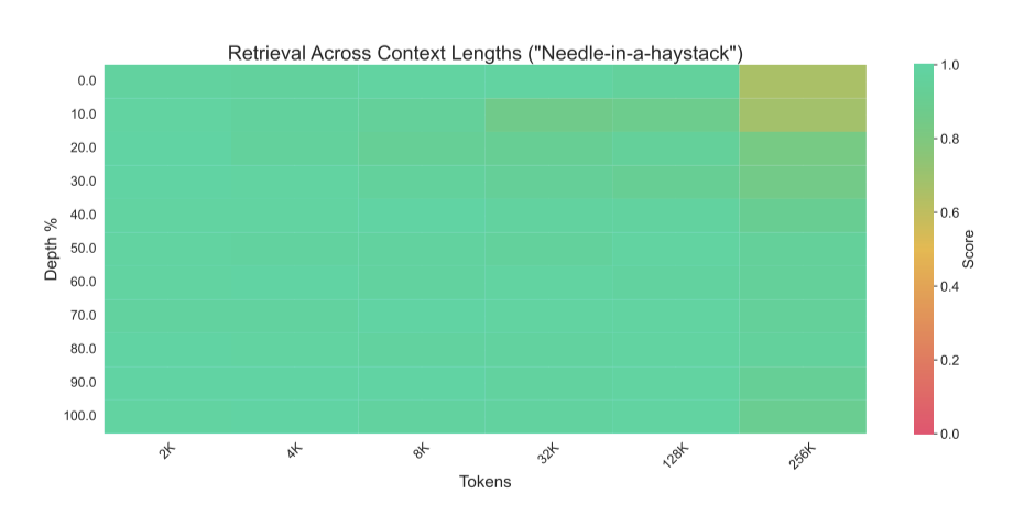 Retrieval Across Context Lengths ("Needle-in-a-haystack")
0.0
10.0
20.0
30.0
40.0
50.0
60.0
70.0
80.0
90.0
100.0
Depth %
2K
4K
8K
32K
128K
256K
Tokens
1.0
0.8
0.6
0.4
0.2
0.0
Score